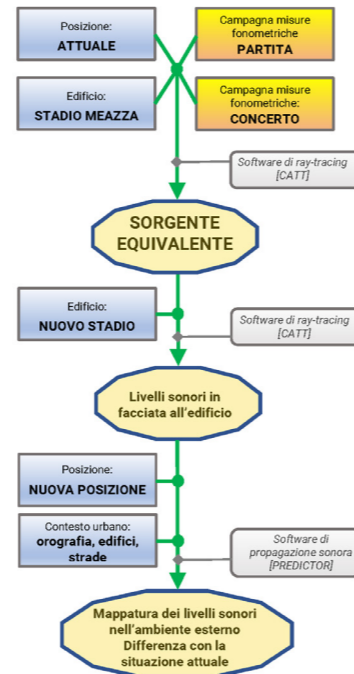 Posizione:
ATTUALE
Campagna misure
fonometriche
PARTITA
Edificio:
STADIO MEAZZA
Campagna misure
fonometriche:
CONCERTO
Software di ray-tracing
[CATT]
SORGENTE
EQUIVALENTE
Edificio:
NUOVO STADIO
Software di ray-tracing
[CATT]
Livelli sonori in
facciata all'edificio
Posizione:
NUOVA POSIZIONE
Contesto urbano:
orografia, edifici,
strade
Software di
propagazione sonora
[PREDICTOR]
Mappatura dei livelli sonori
nell'ambiente esterno
Differenza con la
situazione attuale